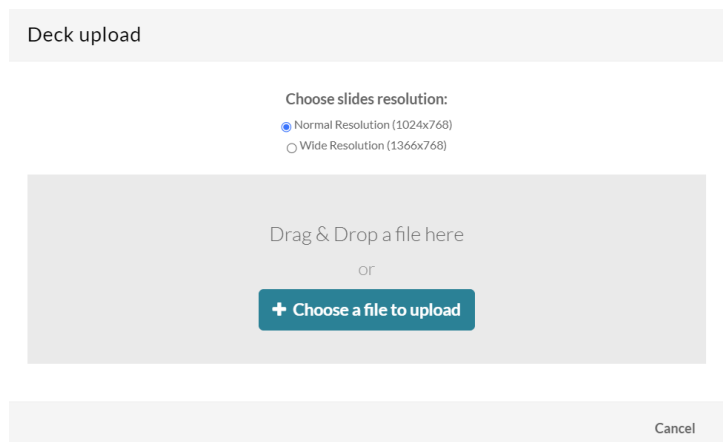 Deck upload
Choose slides resolution:
Normal Resolution (1024x768)
Wide Resolution (1366x768)
Drag & Drop a file here
or
+ Choose a file to upload
Cancel